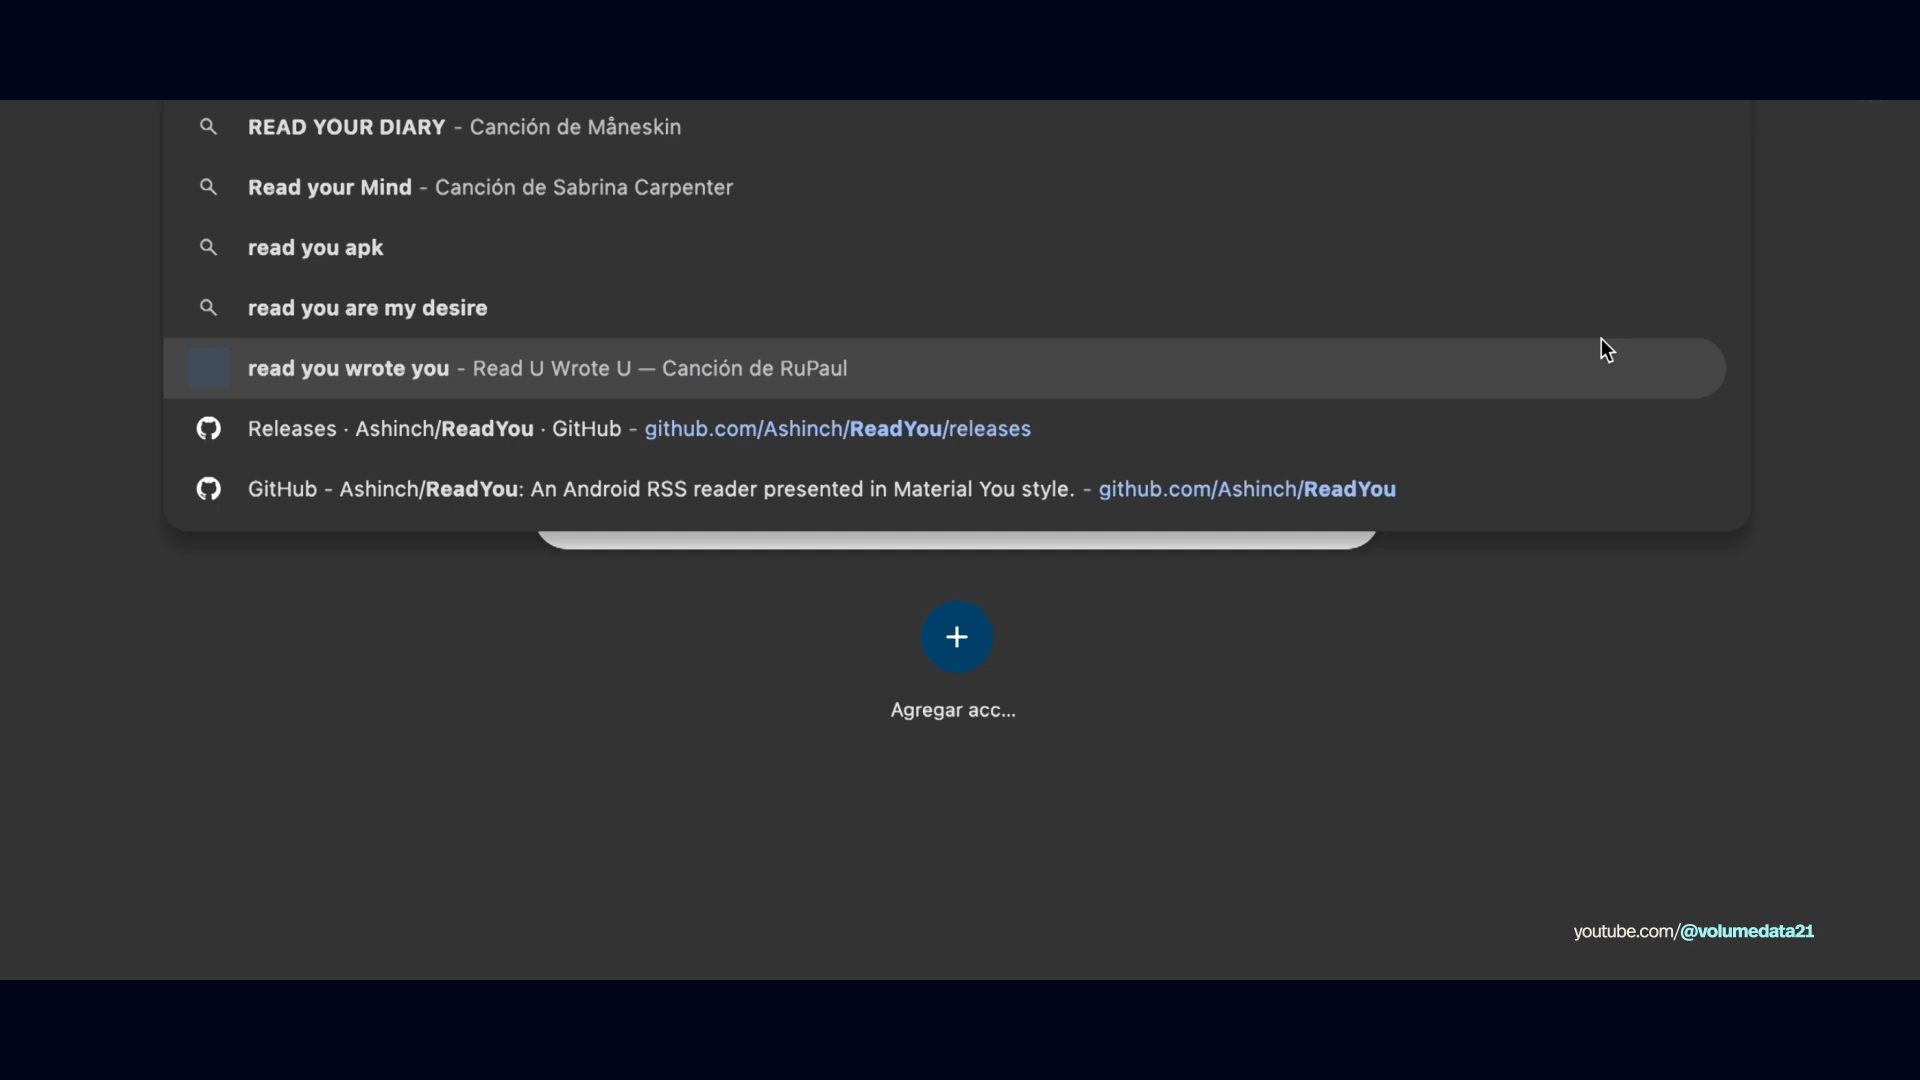 READ YOUR DIARY - Canción de Måneskin
Read your Mind - Canción de Sabrina Carpenter
read you apk
read you are my desire
read you wrote you - Read U Wrote U — Canción de RuPaul
Releases · Ashinch/ReadYou · GitHub - github.com/Ashinch/ReadYou/releases
GitHub - Ashinch/ReadYou: An Android RSS reader presented in Material You style. - github.com/Ashinch/ReadYou
Agregar acc...
youtube.com/@volumedata21